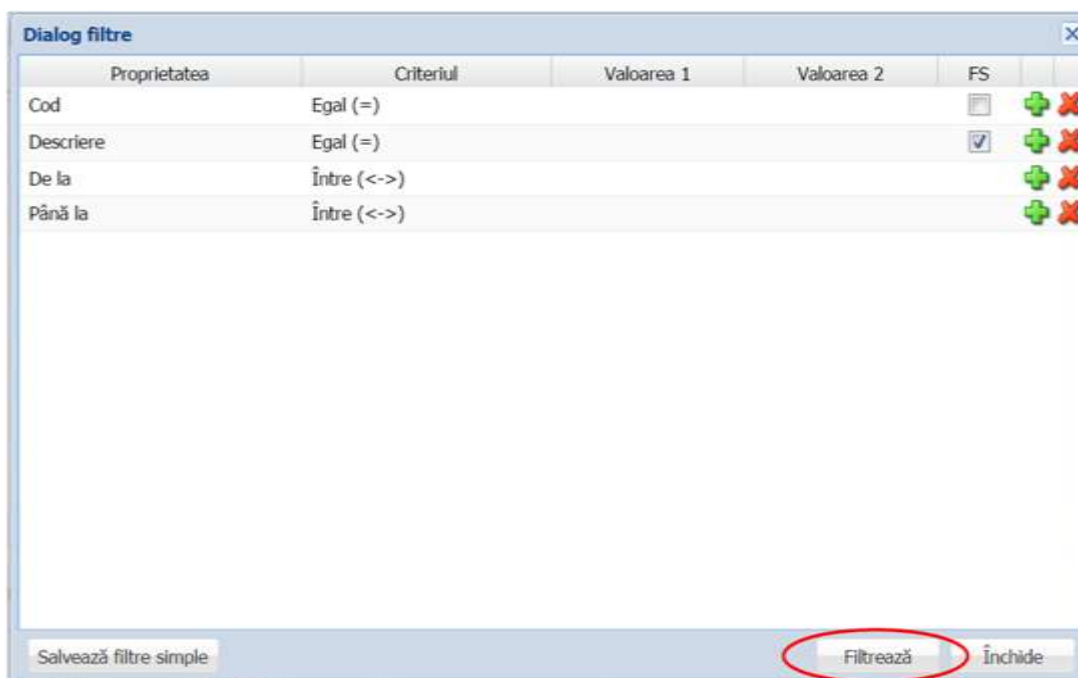 Dialog filtre
Proprietatea Criteriul Valoarea 1 Valoarea 2 FS
Cod Egal (=)
Descriere Egal (=)
De la Între (<->)
Până la Între (<->)
Salvează filtre simple Filtrează Închide